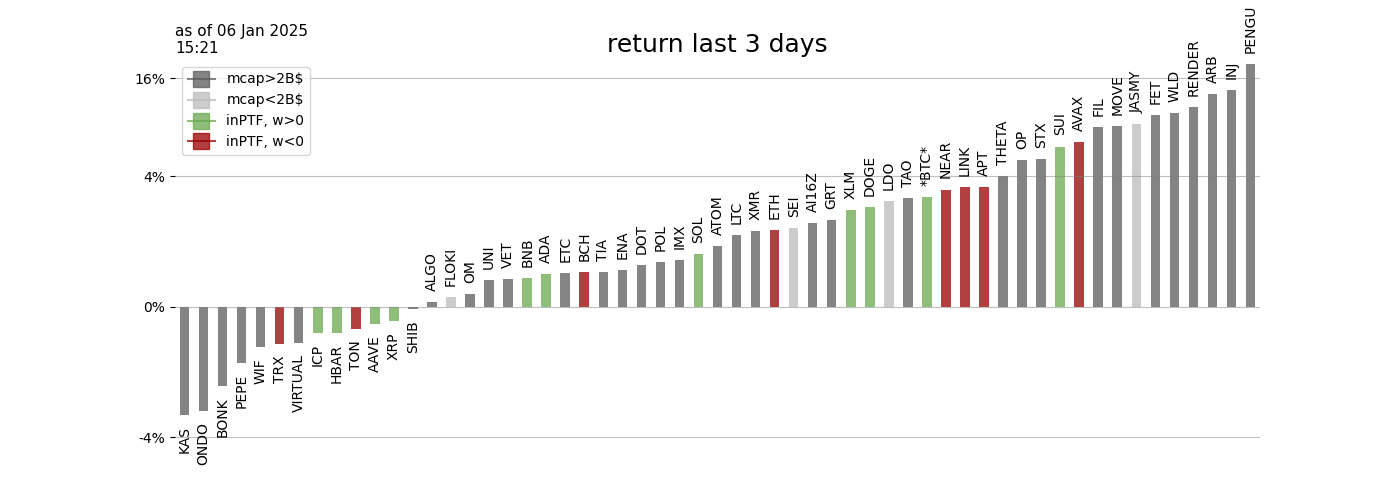 as of 06 Jan 2025
15:21
return last 3 days
mcap>2B$
mcap<2B$
inPTF, w>0
inPTF, w<0
16%
4%
0%
-4%
KAS
ONDO
BONK
PEPE
WIF
TRX
VIRTUAL
ICP
HBAR
TON
AAVE
XRP
SHIB
ALGO
FLOKI
OM
UNI
VET
BNB
ADA
ETC
BCH
TIA
ENA
DOT
POL
IMX
SOL
ATOM
LTC
XMR
ETH
SEI
AI16Z
GRT
XLM
DOGE
LDO
TAO
*BTC*
NEAR
LINK
APT
THETA
OP
STX
SUI
AVAX
FIL
MOVE
JASMY
FET
WLD
RENDER
ARB
INJ
PENGU